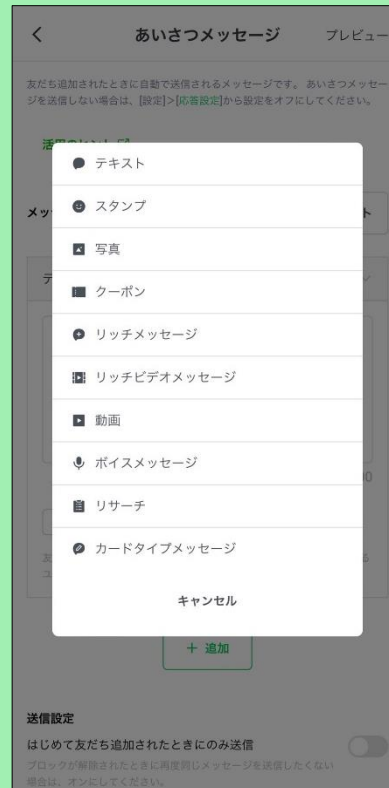 あいさつメッセージ
プレビュー
友だち追加されたときに自動で送信されるメッセージです。 あいさつメッセー
ジを送信しない場合は、[設定]>[応答設定]から設定をオフにしてください。
テキスト
スタンプ
写真
クーポン
リッチメッセージ
リッチビデオメッセージ
動画
ボイスメッセージ
リサーチ
カードタイプメッセージ
キャンセル
+ 追加
送信設定
はじめて友だち追加されたときにのみ送信
ブロックが解除されたときに再度同じメッセージを送信したくない
場合は、オンにしてください。